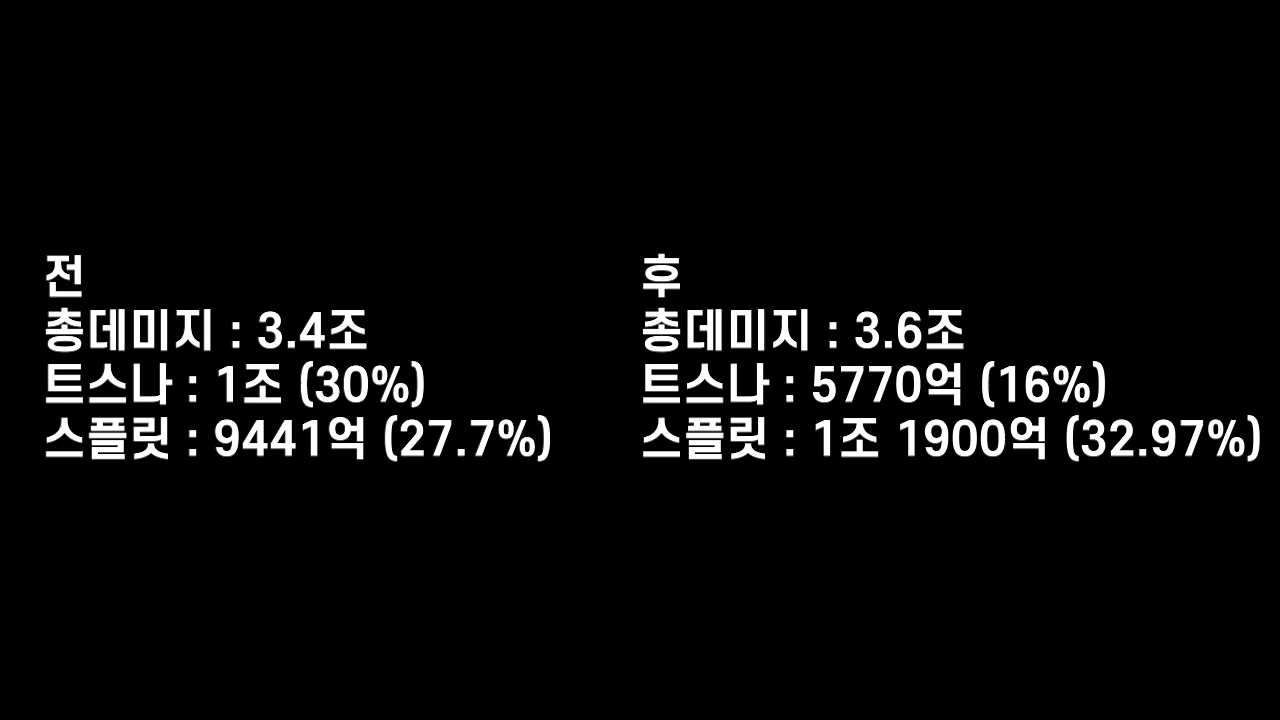 전
총데미지 : 3.4조
트스나 : 1조 (30%)
스플릿 : 9441억 (27.7%)
후
총데미지 : 3.6조
트스나 : 5770억 (16%)
스플릿 : 1조 1900억 (32.97%)